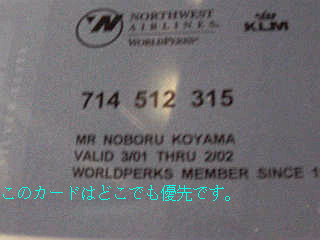 NORTHWEST
AIRLINES
WORLDPERKS
KLM
714 512 315
MR NOBORU KOYAMA
VALID 3/01 THRU 2/02
WORLDPERKS MEMBER SINCE 1
このカードはどこでも優先です。